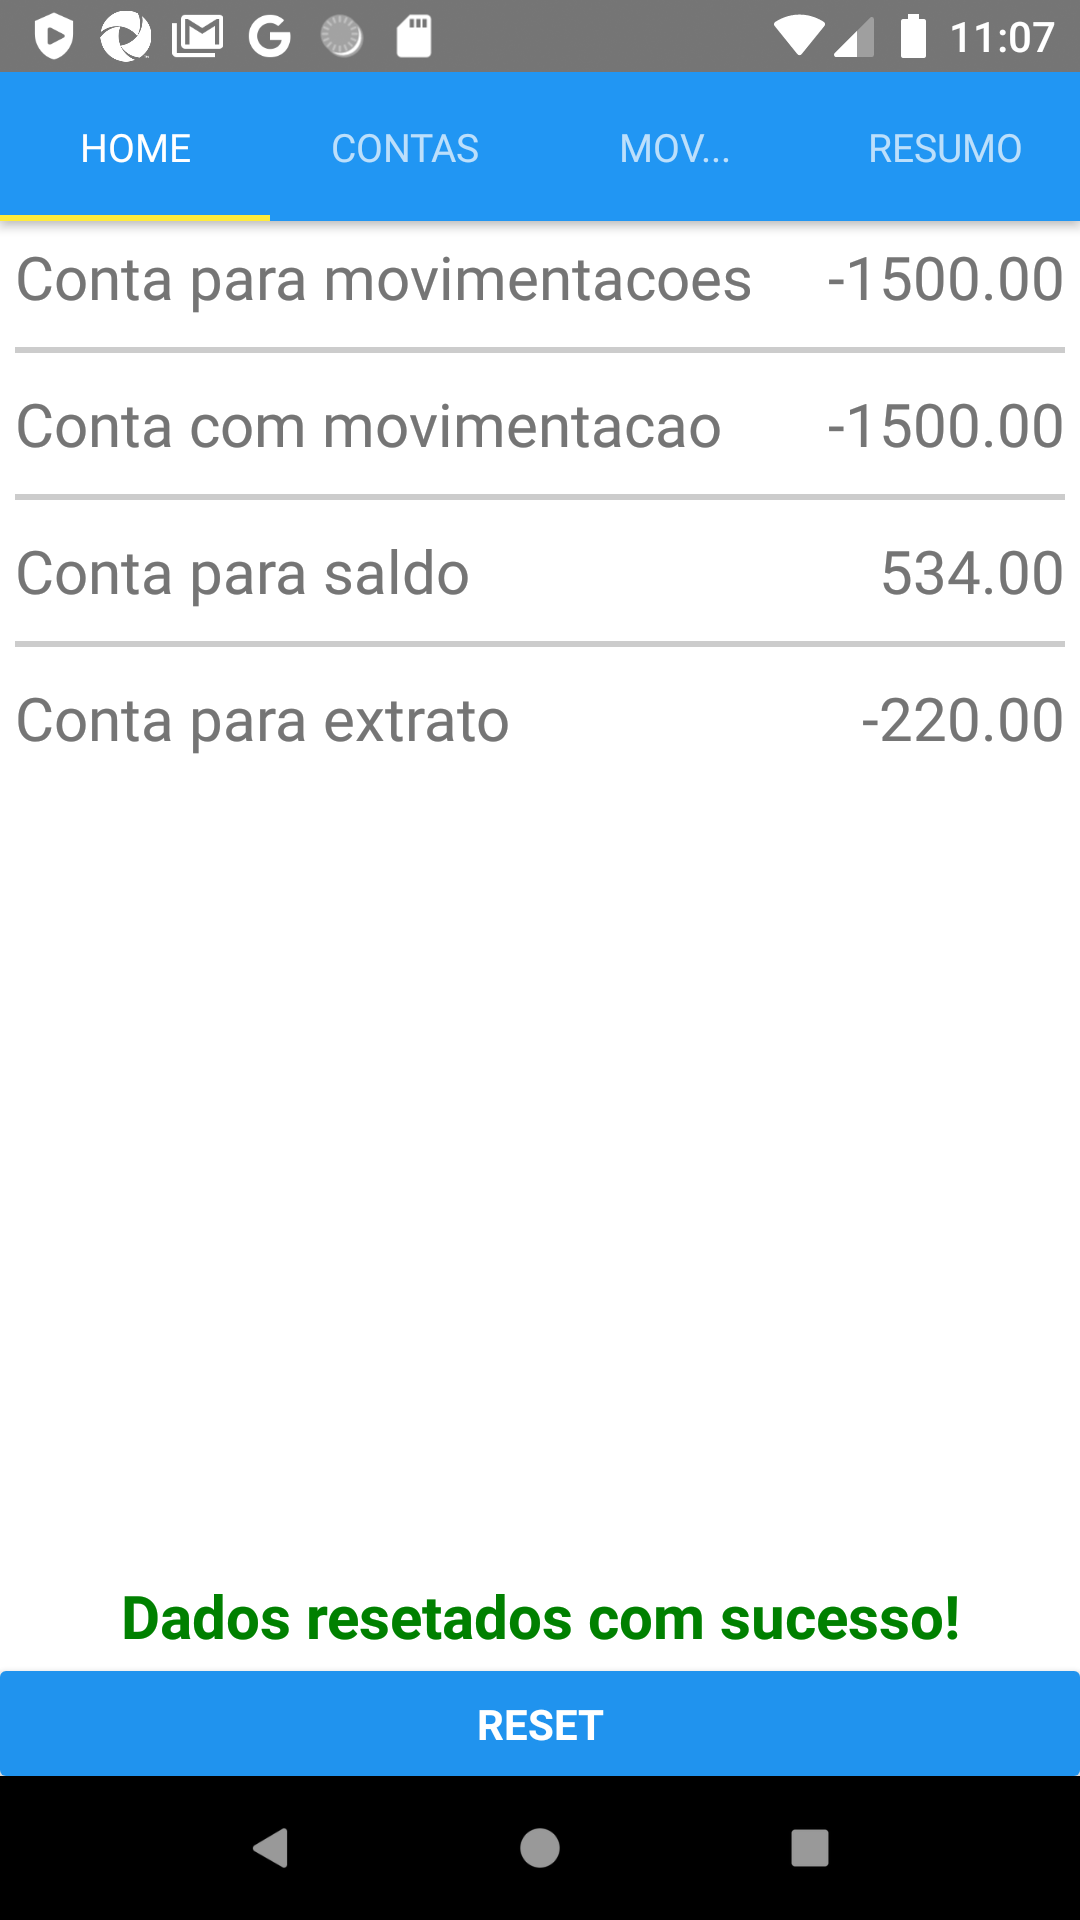 11:07
HOME CONTAS MOV... RESUMO
Conta para movimentacoes -1500.00
Conta com movimentacao -1500.00
Conta para saldo 534.00
Conta para extrato -220.00
Dados resetados com sucesso!
RESET